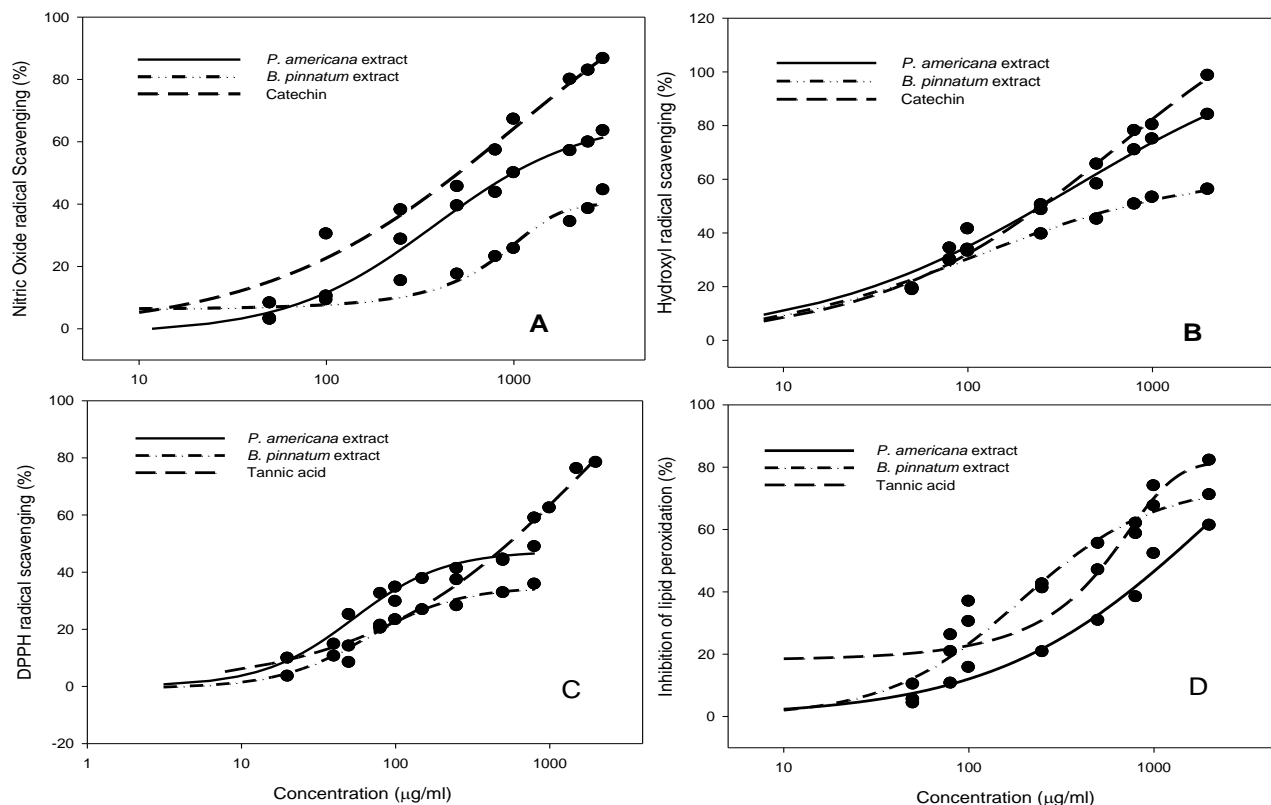 Nitric Oxide radical Scavenging (%)
100
80
60
40
20
0
P. americana extract
B. pinnatum extract
Catechin
A
10
100
1000
Hydroxyl radical scavenging (%)
120
100
80
60
40
20
0
P. americana extract
B. pinnatum extract
Catechin
B
10
100
1000
DPPH radical scavenging (%)
100
80
60
40
20
0
-20
P. americana extract
B. pinnatum extract
Tannic acid
C
1
10
100
1000
Concentration (μg/ml)
Inhibition of lipid peroxidation (%)
100
80
60
40
20
0
P. americana extract
B. pinnatum extract
Tannic acid
D
10
100
1000
Concentration (μg/ml)